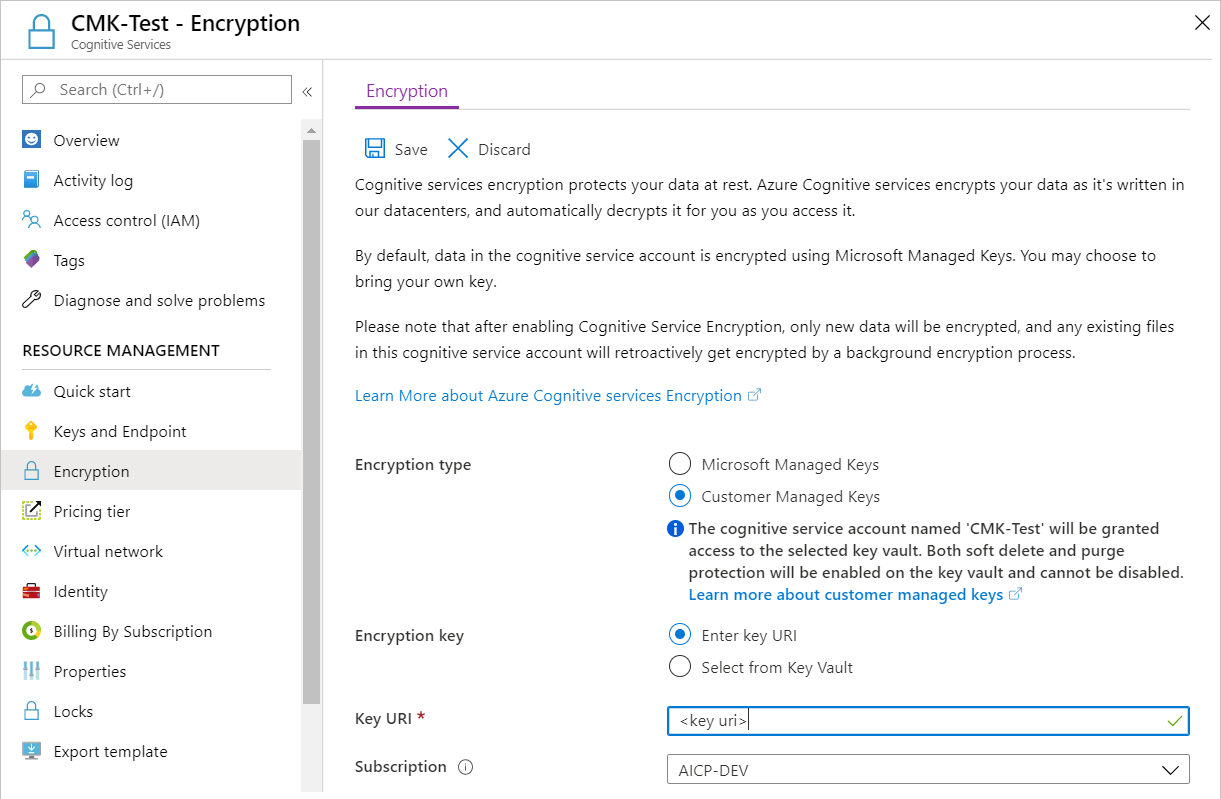 CMK-Test - Encryption
Cognitive Services
Search (Ctrl+/)
«
Overview
Activity log
Access control (IAM)
Tags
Diagnose and solve problems
RESOURCE MANAGEMENT
Quick start
Keys and Endpoint
Encryption
Pricing tier
Virtual network
Identity
Billing By Subscription
Properties
Locks
Export template
Encryption
Save Discard
Cognitive services encryption protects your data at rest. Azure Cognitive services encrypts your data as it's written in
our datacenters, and automatically decrypts it for you as you access it.
By default, data in the cognitive service account is encrypted using Microsoft Managed Keys. You may choose to
bring your own key.
Please note that after enabling Cognitive Service Encryption, only new data will be encrypted, and any existing files
in this cognitive service account will retroactively get encrypted by a background encryption process.
Learn More about Azure Cognitive services Encryption
Encryption type
Microsoft Managed Keys
Customer Managed Keys
The cognitive service account named 'CMK-Test' will be granted
access to the selected key vault. Both soft delete and purge
protection will be enabled on the key vault and cannot be disabled.
Learn more about customer managed keys
Encryption key
Enter key URI
Select from Key Vault
Key URI *
<key uri>
Subscription
AICP-DEV